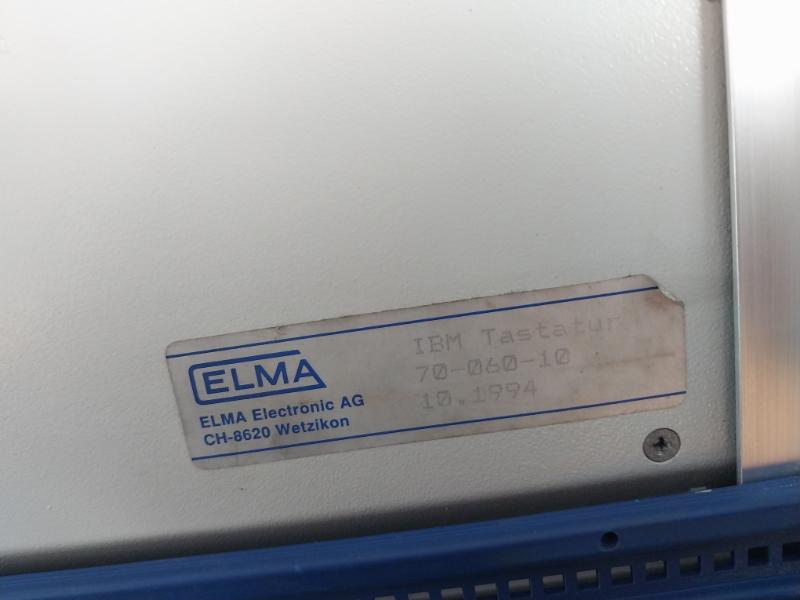 ELMA
ELMA Electronic AG
CH-8620 Wetzikon
IBM Tastatur
70-060-10
10.1994